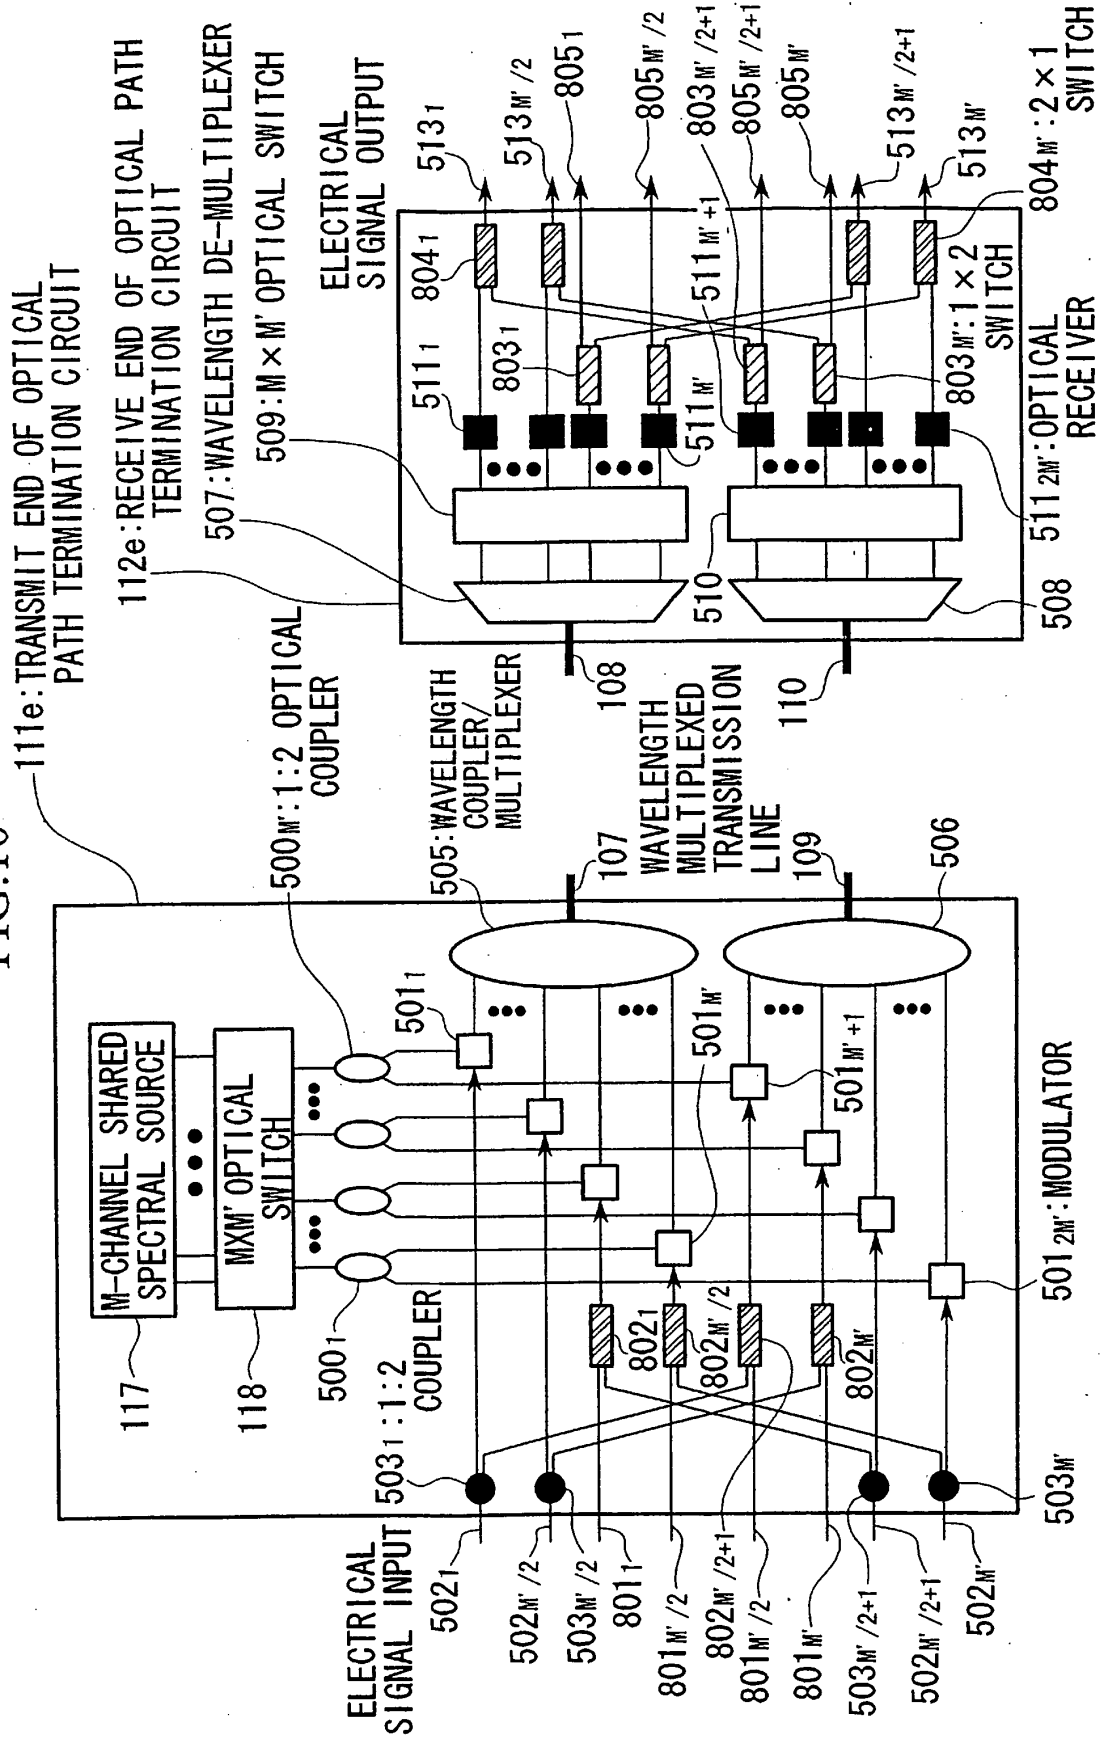 111e:TRANSMIT END OF OPTICAL
PATH TERMINATION CIRCUIT
112e:RECEIVE END OF OPTICAL PATH
TERMINATION CIRCUIT
507:WAVELENGTH DE-MULTIPLEXER
509:M×M' OPTICAL SWITCH
500M':1:2 OPTICAL
COUPLER
505:WAVELENGTH
COUPLER/
MULTIPLEXER
M-CHANNEL SHARED
SPECTRAL SOURCE
MXM' OPTICAL
SWITCH
117
118
5001
5031:1:2
COUPLER
5011
501M'
501M'+1
5012M':MODULATOR
8021
802M'/2
802M'
503M'
ELECTRICAL
SIGNAL INPUT
5021
502M'/2
503M'/2
8011
801M'/2
802M'/2+1
801M'/2
801M'
503M'/2+1
502M'/2+1
502M'
107
WAVELENGTH
MULTIPLEXED
TRANSMISSION
LINE
109
506
108
110
510
508
ELECTRICAL
SIGNAL OUTPUT
5111
8041
8031
511M'
511M'+1
5131
513M'/2
8051
805M'/2
803M'/2+1
805M'/2+1
805M'
513M'/2+1
513M'
804M':2×1
SWITCH
803M':1×2
SWITCH
5112M':OPTICAL
RECEIVER